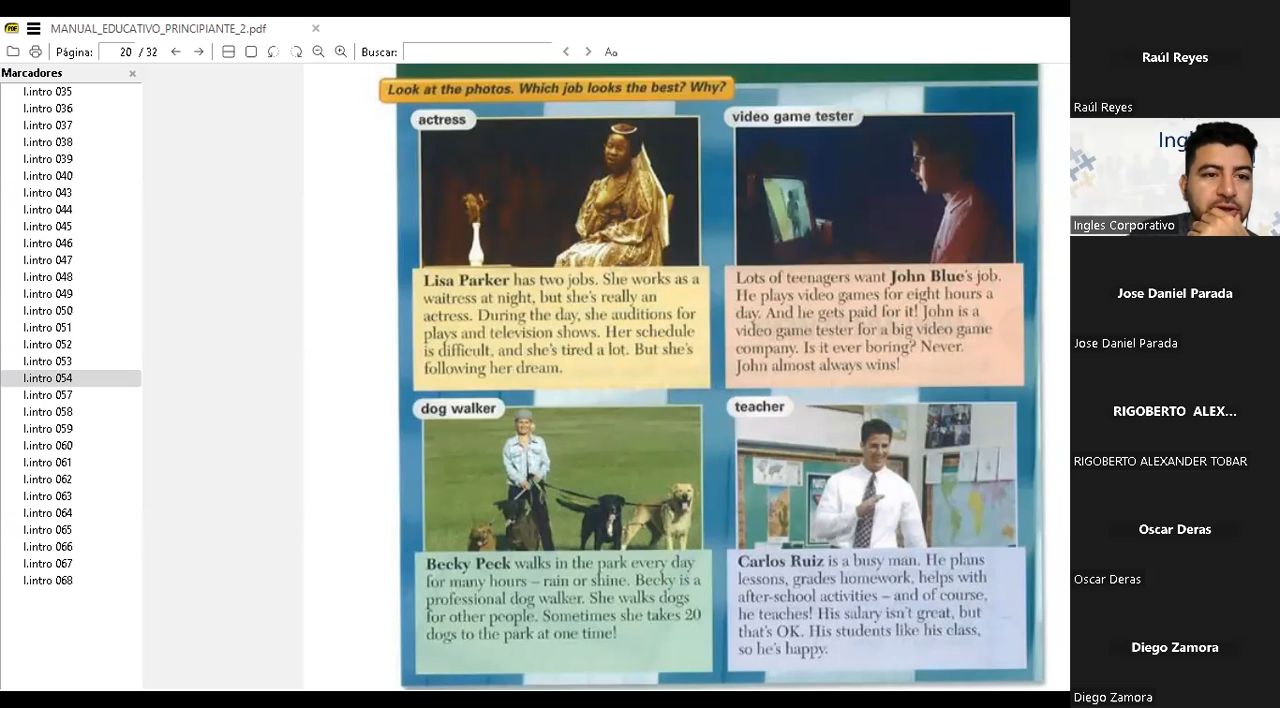 MANUAL_EDUCATIVO_PRINCIPIANTE_2.pdf
Página: 20 / 32 Buscar: Aa
Marcadores
I.intro 035
I.intro 036
I.intro 037
I.intro 038
I.intro 039
I.intro 040
I.intro 043
I.intro 044
I.intro 045
I.intro 046
I.intro 047
I.intro 048
I.intro 049
I.intro 050
I.intro 051
I.intro 052
I.intro 053
I.intro 054
I.intro 057
I.intro 058
I.intro 059
I.intro 060
I.intro 061
I.intro 062
I.intro 063
I.intro 064
I.intro 065
I.intro 066
I.intro 067
I.intro 068
Look at the photos. Which job looks the best? Why?
actress
Lisa Parker has two jobs. She works as a
waitress at night, but she's really an
actress. During the day, she auditions for
plays and television shows. Her schedule
is difficult, and she's tired a lot. But she's
following her dream.
video game tester
Lots of teenagers want John Blue's job.
He plays video games for eight hours a
day. And he gets paid for it! John is a
video game tester for a big video game
company. Is it ever boring? Never.
John almost always wins!
dog walker
Becky Peck walks in the park every day
for many hours – rain or shine. Becky is a
professional dog walker. She walks dogs
for other people. Sometimes she takes 20
dogs to the park at one time!
teacher
Carlos Ruiz is a busy man. He plans
lessons, grades homework, helps with
after-school activities – and of course,
he teaches! His salary isn't great, but
that's OK. His students like his class,
so he's happy.
Raúl Reyes
Raúl Reyes
Ingles Corporativo
Jose Daniel Parada
Jose Daniel Parada
RIGOBERTO ALEX...
RIGOBERTO ALEXANDER TOBAR
Oscar Deras
Oscar Deras
Diego Zamora
Diego Zamora